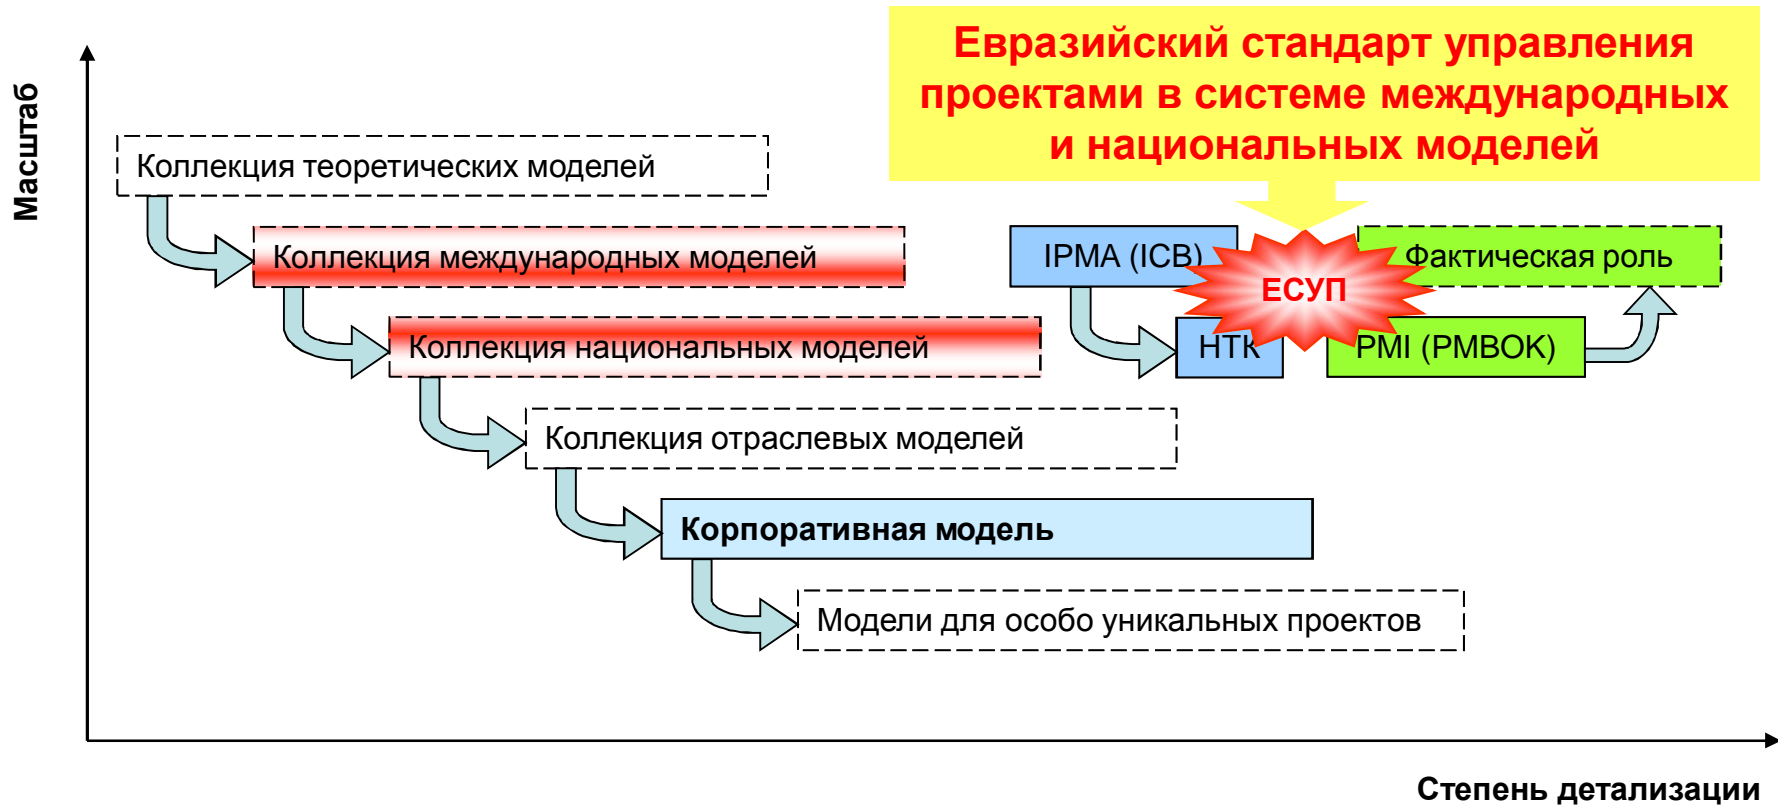 Евразийский стандарт управления
проектами в системе международных
и национальных моделей
Масштаб
Коллекция теоретических моделей
Коллекция международных моделей
IPMA (ICB)
ЕСУП
Фактическая роль
Коллекция национальных моделей
НТК
PMI (PMBOK)
Коллекция отраслевых моделей
Корпоративная модель
Модели для особо уникальных проектов
Степень детализации